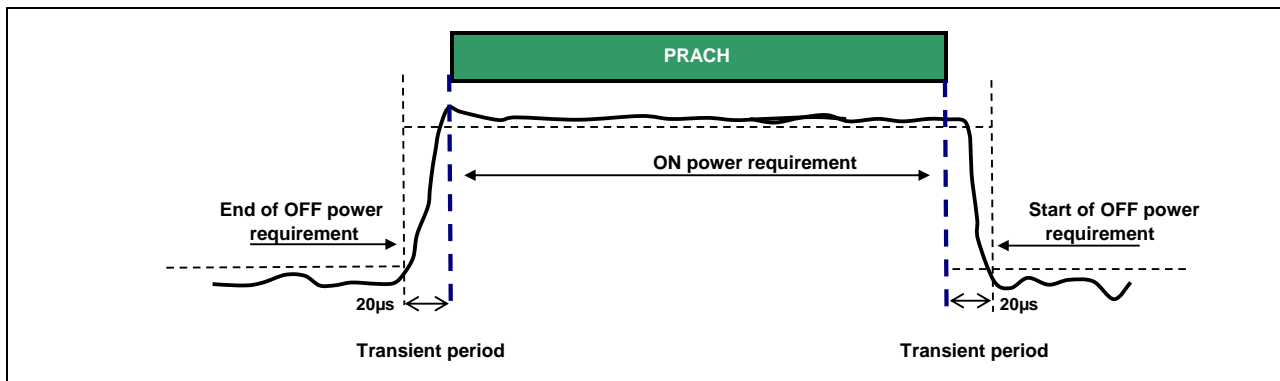 PRACH
ON power requirement
End of OFF power
requirement
Start of OFF power
requirement
20µs
20µs
Transient period
Transient period